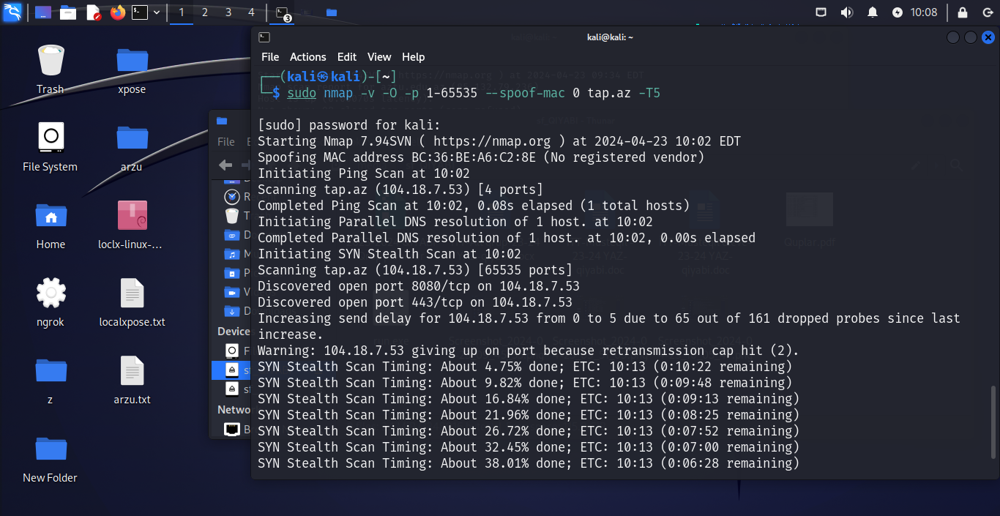 1 2 3 4
3
10:08
Trash
xpose
File System
arzu
Home
loclx-linux-...
ngrok
localxpose.txt
z
arzu.txt
New Folder
File
Device
Netwo
kali@kali: ~
File Actions Edit View Help
┌──(kali㉿kali)-[~]
└─$ sudo nmap -v -O -p 1-65535 --spoof-mac 0 tap.az -T5
[sudo] password for kali:
Starting Nmap 7.94SVN ( https://nmap.org ) at 2024-04-23 10:02 EDT
Spoofing MAC address BC:36:BE:A6:C2:8E (No registered vendor)
Initiating Ping Scan at 10:02
Scanning tap.az (104.18.7.53) [4 ports]
Completed Ping Scan at 10:02, 0.08s elapsed (1 total hosts)
Initiating Parallel DNS resolution of 1 host. at 10:02
Completed Parallel DNS resolution of 1 host. at 10:02, 0.00s elapsed
Initiating SYN Stealth Scan at 10:02
Scanning tap.az (104.18.7.53) [65535 ports]
Discovered open port 8080/tcp on 104.18.7.53
Discovered open port 443/tcp on 104.18.7.53
Increasing send delay for 104.18.7.53 from 0 to 5 due to 65 out of 161 dropped probes since last
increase.
Warning: 104.18.7.53 giving up on port because retransmission cap hit (2).
SYN Stealth Scan Timing: About 4.75% done; ETC: 10:13 (0:10:22 remaining)
SYN Stealth Scan Timing: About 9.82% done; ETC: 10:13 (0:09:48 remaining)
SYN Stealth Scan Timing: About 16.84% done; ETC: 10:13 (0:09:13 remaining)
SYN Stealth Scan Timing: About 21.96% done; ETC: 10:13 (0:08:25 remaining)
SYN Stealth Scan Timing: About 26.72% done; ETC: 10:13 (0:07:52 remaining)
SYN Stealth Scan Timing: About 32.45% done; ETC: 10:13 (0:07:00 remaining)
SYN Stealth Scan Timing: About 38.01% done; ETC: 10:13 (0:06:28 remaining)